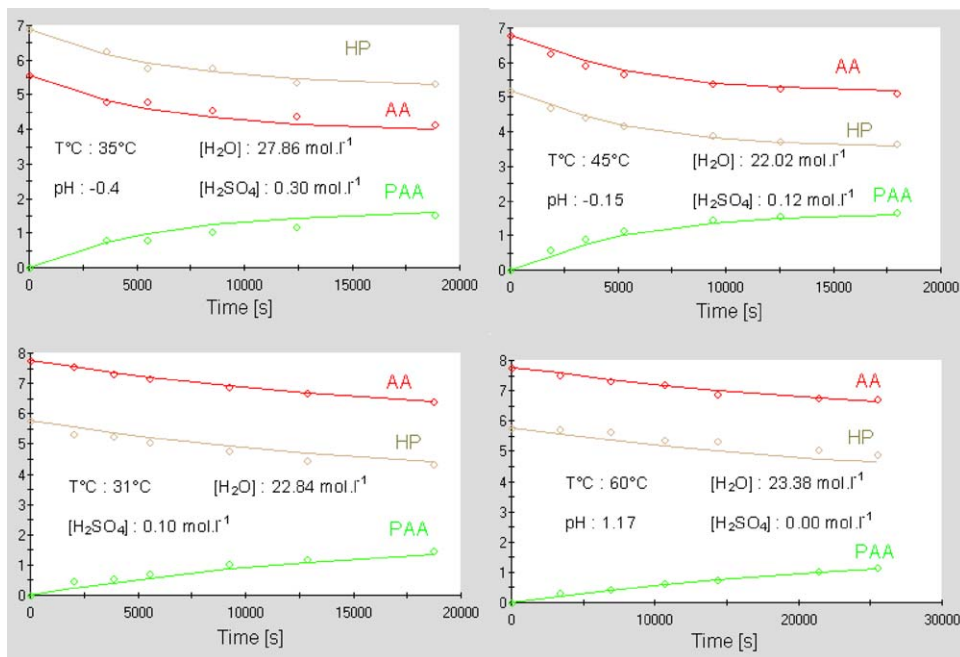 7
6
5
4
3
2
1
0
HP
AA
T°C : 35°C [H₂O] : 27.86 mol.l⁻¹
pH : -0.4 [H₂SO₄] : 0.30 mol.l⁻¹
PAA
0 5000 10000 15000 20000
Time [s]
7
6
5
4
3
2
1
0
AA
HP
T°C : 45°C [H₂O] : 22.02 mol.l⁻¹
pH : -0.15 [H₂SO₄] : 0.12 mol.l⁻¹
PAA
0 5000 10000 15000 20000
Time [s]
8
7
6
5
4
3
2
1
0
AA
HP
T°C : 31°C [H₂O] : 22.84 mol.l⁻¹
[H₂SO₄] : 0.10 mol.l⁻¹
PAA
0 5000 10000 15000 20000
Time [s]
8
7
6
5
4
3
2
1
0
AA
HP
T°C : 60°C [H₂O] : 23.38 mol.l⁻¹
pH : 1.17 [H₂SO₄] : 0.00 mol.l⁻¹
PAA
0 10000 20000 30000
Time [s]